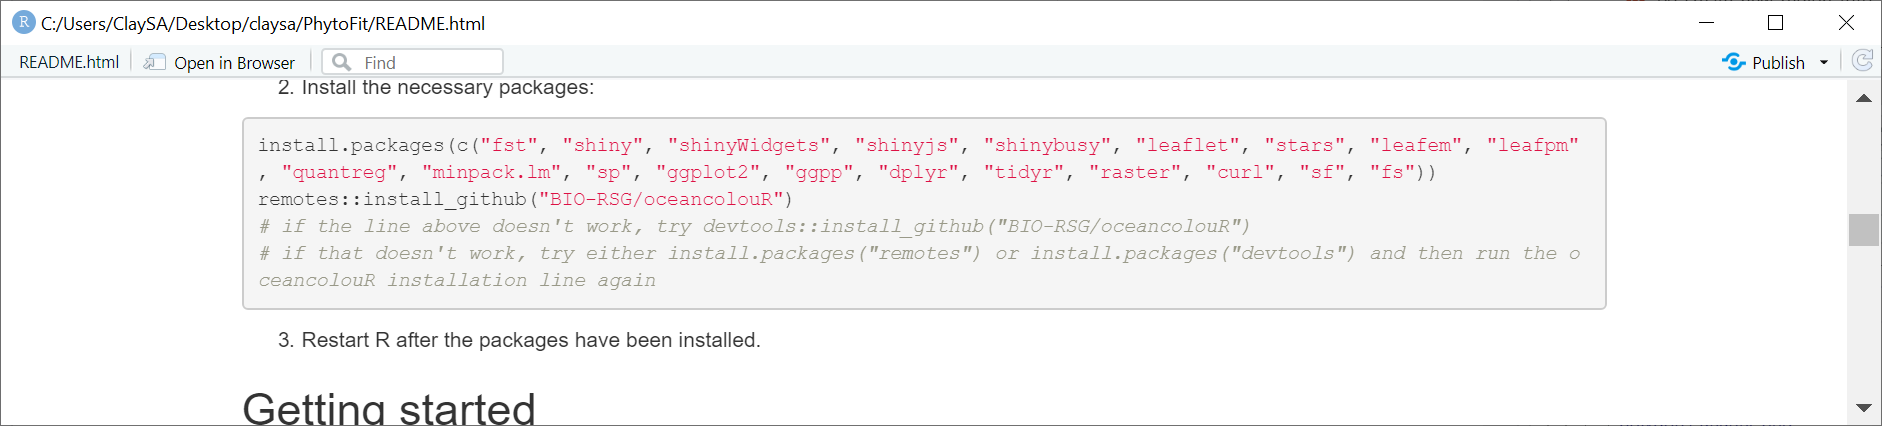 C:/Users/ClaySA/Desktop/claysa/PhytoFit/README.html
README.html Open in Browser Find Publish
2. Install the necessary packages:
install.packages(c("fst", "shiny", "shinyWidgets", "shinyjs", "shinybusy", "leaflet", "stars", "leafem", "leafpm"
, "quantreg", "minpack.lm", "sp", "ggplot2", "ggpp", "dplyr", "tidyr", "raster", "curl", "sf", "fs"))
remotes::install_github("BIO-RSG/oceancolouR")
# if the line above doesn't work, try devtools::install_github("BIO-RSG/oceancolouR")
# if that doesn't work, try either install.packages("remotes") or install.packages("devtools") and then run the o
ceancolouR installation line again
3. Restart R after the packages have been installed.
Getting started